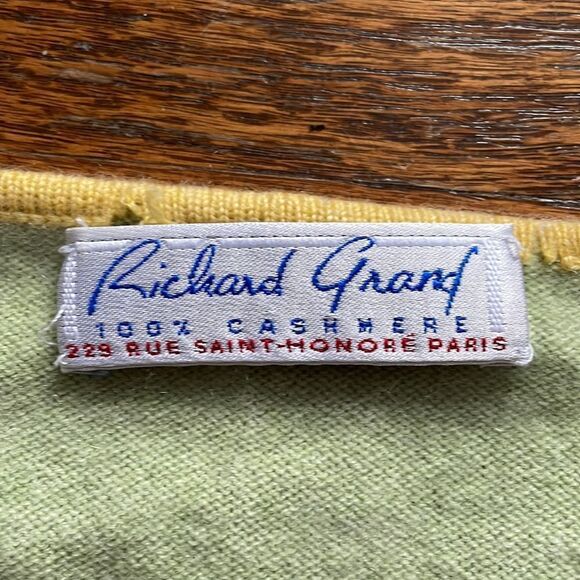 Richard Grand
100% CASHMERE
229 RUE SAINT-HONORÉ PARIS